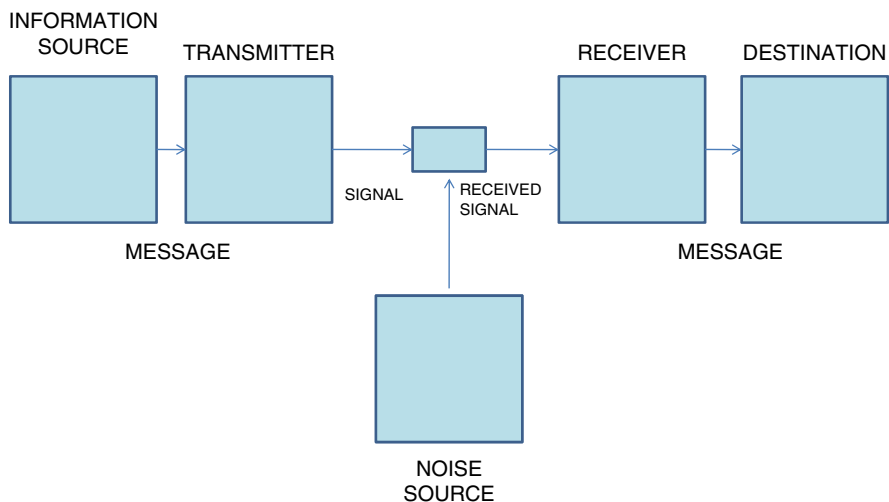 INFORMATION
SOURCE
TRANSMITTER
RECEIVER
DESTINATION
SIGNAL
RECEIVED
SIGNAL
MESSAGE
MESSAGE
NOISE
SOURCE